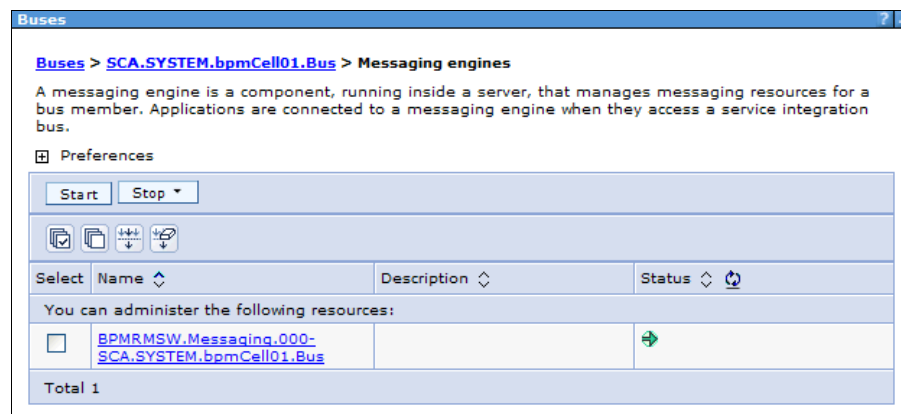 Buses ?
Buses > SCA.SYSTEM.bpmCell01.Bus > Messaging engines
A messaging engine is a component, running inside a server, that manages messaging resources for a
bus member. Applications are connected to a messaging engine when they access a service integration
bus.
Preferences
Start Stop
Select Name Description Status
You can administer the following resources:
BPMRMSW.Messaging.000-
SCA.SYSTEM.bpmCell01.Bus
Total 1